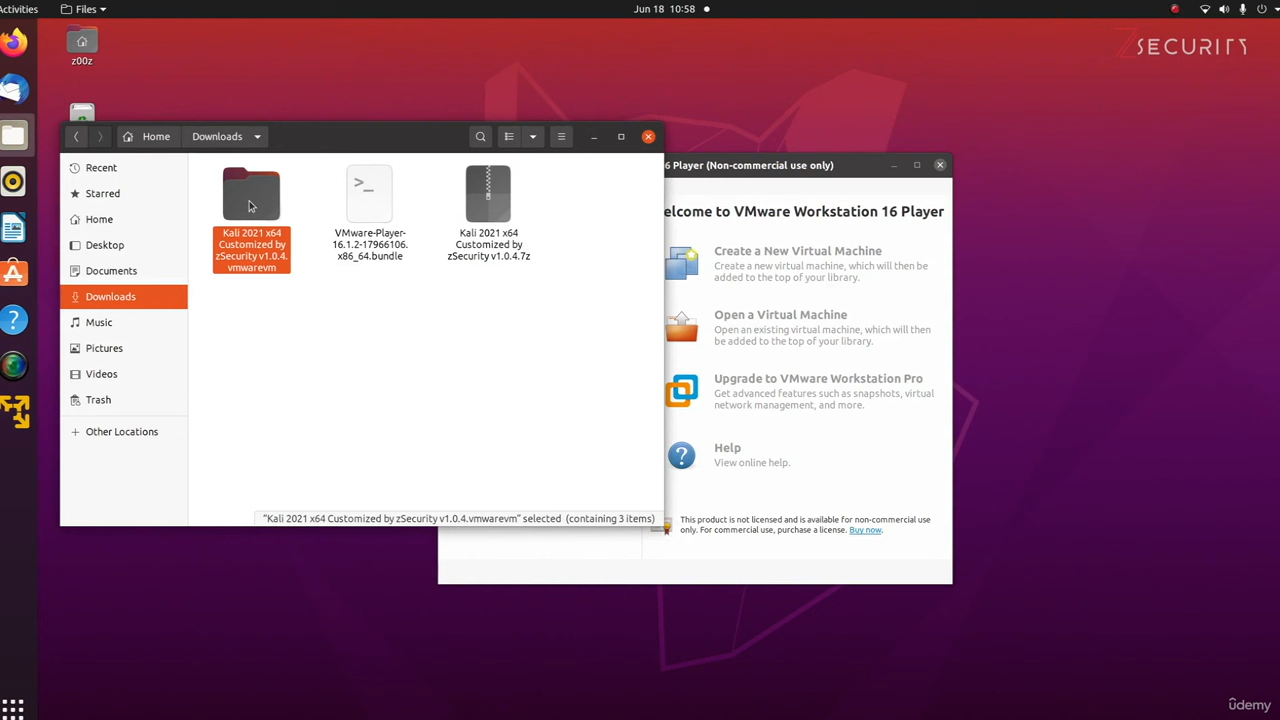 Activities
Files
Jun 18 10:58
ZSECURITY
z00z
Home
Downloads
Recent
Starred
Home
Desktop
Documents
Downloads
Music
Pictures
Videos
Trash
+ Other Locations
Kali 2021 x64
Customized by
zSecurity v1.0.4.
vmwarevm
>_
VMware-Player-
16.1.2-17966106.
x86_64.bundle
Kali 2021 x64
Customized by
zSecurity v1.0.4.7z
"Kali 2021 x64 Customized by zSecurity v1.0.4.vmwarevm" selected (containing 3 items)
6 Player (Non-commercial use only)
elcome to VMware Workstation 16 Player
Create a New Virtual Machine
Create a new virtual machine, which will then
be added to the top of your library.
Open a Virtual Machine
Open an existing virtual machine, which will then
be added to the top of your library.
Upgrade to VMware Workstation Pro
Get advanced features such as snapshots, virtual
network management, and more.
Help
View online help.
This product is not licensed and is available for non-commercial use
only. For commercial use, purchase a license. Buy now.
ûdemy